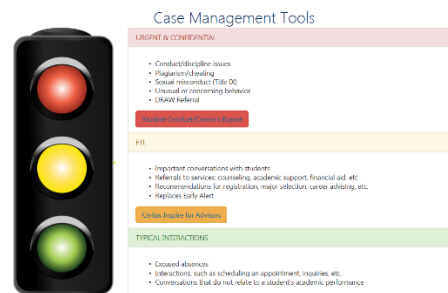 Case Management Tools
URGENT & CONFIDENTIAL
• Conduct/discipline issues
• Plagiarism/cheating
• Sexual misconduct (Title IX)
• Unusual or concerning behavior
• DRAW Referral
Student Conduct/Concern Report
FYI
• Important conversations with students
• Referrals to services: counseling, academic support, financial aid, etc
• Recommendations for registration, major selection, career advising, etc.
• Replaces Early Alert
Civitas Inspire for Advisors
TYPICAL INTERACTIONS
• Excused absences
• Interactions, such as scheduling an appointment, inquiries, etc.
• Conversations that do not relate to a student's academic performance